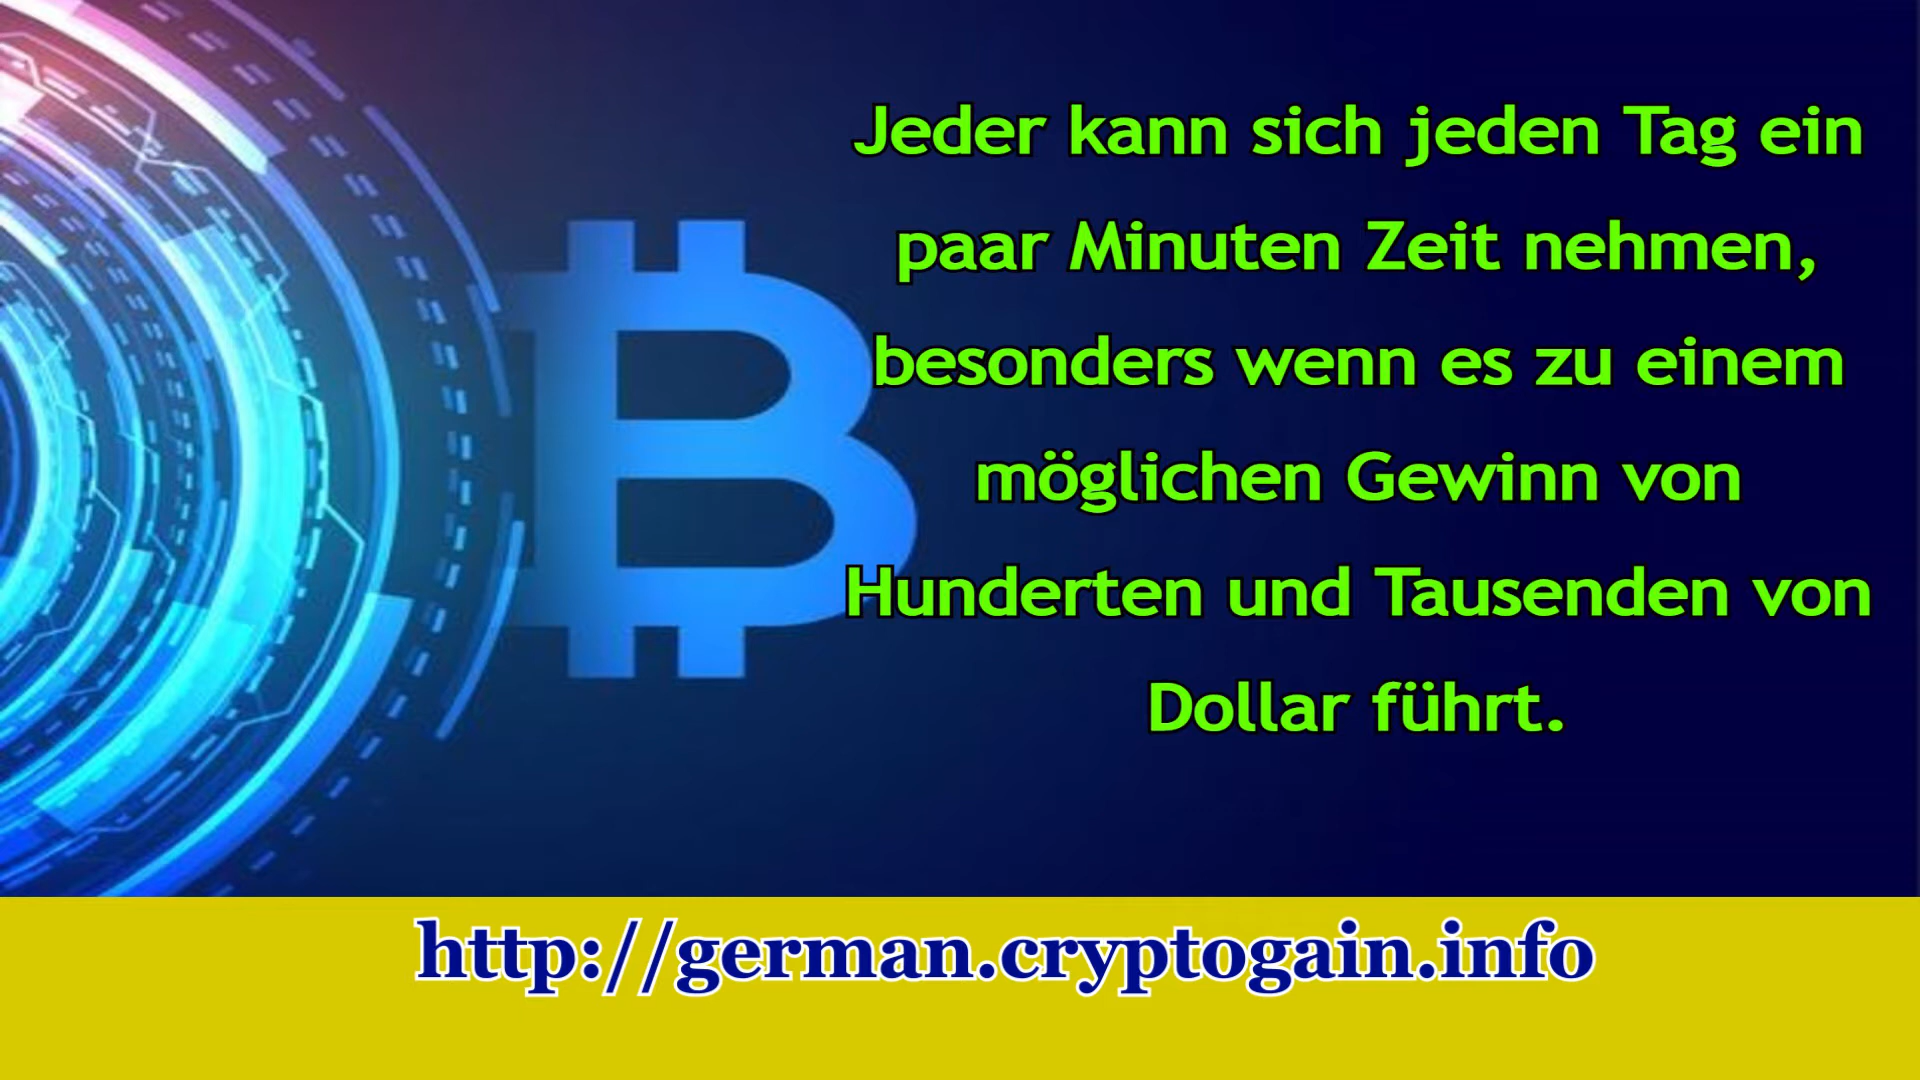 Jeder kann sich jeden Tag ein
paar Minuten Zeit nehmen,
besonders wenn es zu einem
möglichen Gewinn von
Hunderten und Tausenden von
Dollar führt.
http://german.cryptogain.info